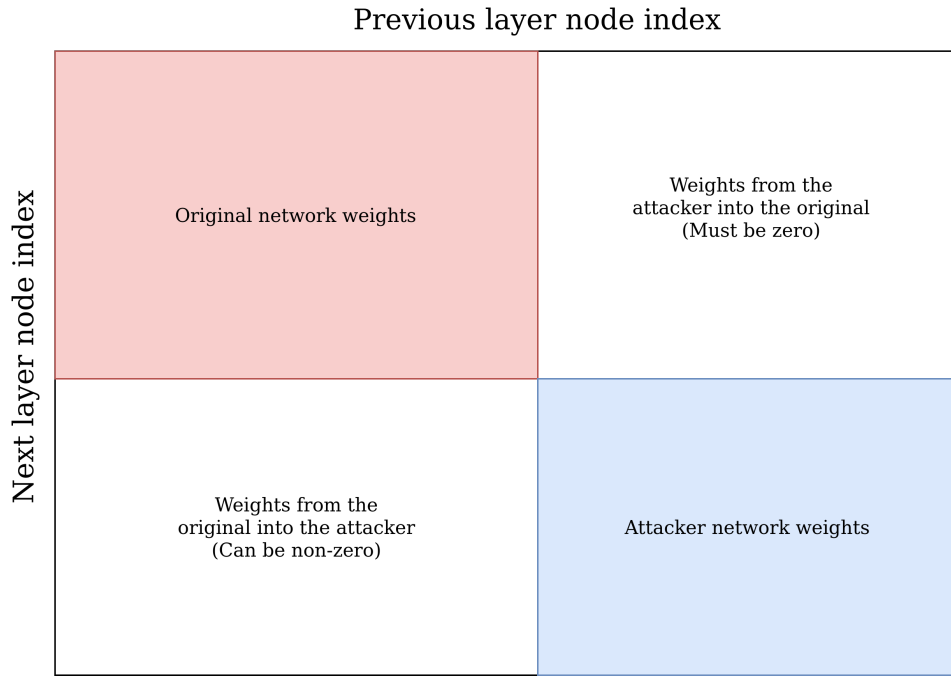 Previous layer node index
Next layer node index
Original network weights
Weights from the
attacker into the original
(Must be zero)
Weights from the
original into the attacker
(Can be non-zero)
Attacker network weights